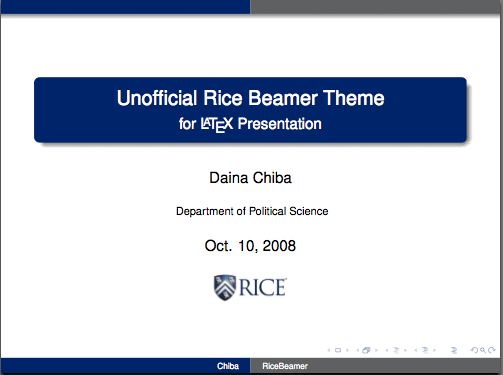 Unofficial Rice Beamer Theme
for LATEX Presentation
Daina Chiba
Department of Political Science
Oct. 10, 2008
RICE
Chiba RiceBeamer